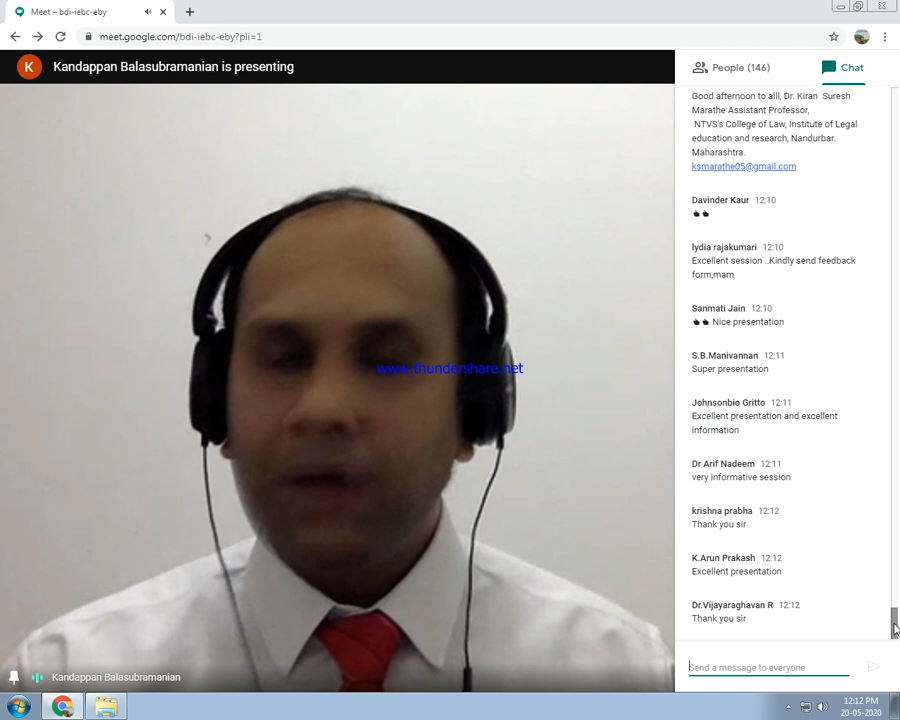 Meet – bdi-iebc-eby
meet.google.com/bdi-iebc-eby?pli=1
K
Kandappan Balasubramanian is presenting
People (146)
Chat
Good afternoon to alll, Dr. Kiran Suresh
Marathe Assistant Professor,
NTVS's College of Law, Institute of Legal
education and research, Nandurbar.
Maharashtra.
ksmarathe05@gmail.com
Davinder Kaur 12:10
lydia rajakumari 12:10
Excellent session ..Kindly send feedback
form,mam
Sanmati Jain 12:10
Nice presentation
S.B.Manivannan 12:11
Super presentation
Johnsonbio Gritto 12:11
Excellent presentation and excellent
information
Dr Arif Nadeem 12:11
very informative session
krishna prabha 12:12
Thank you sir
K.Arun Prakash 12:12
Excellent presentation
Dr.Vijayaraghavan R 12:12
Thank you sir
Send a message to everyone
www.thundershare.net
Kandappan Balasubramanian
12:12 PM
20-05-2020